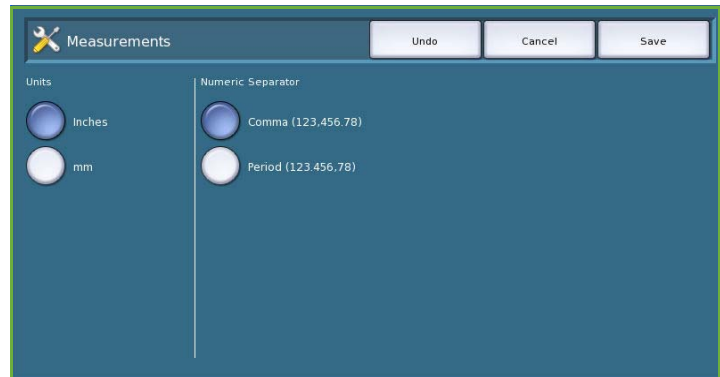 Measurements
Undo
Cancel
Save
Units
Numeric Separator
Inches
Comma (123,456.78)
mm
Period (123.456,78)